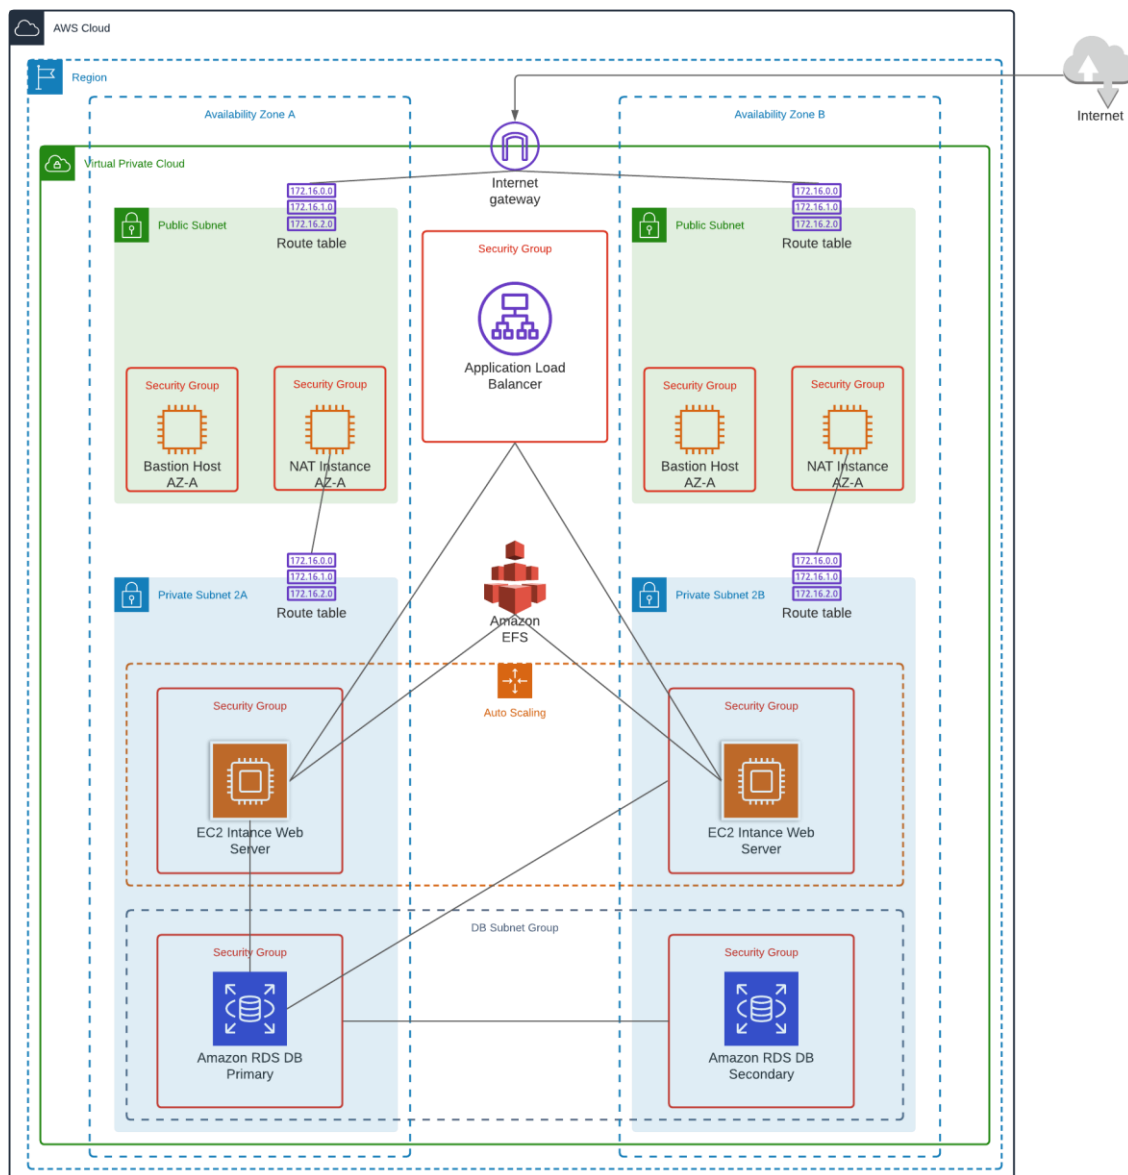 AWS Cloud
Region
Internet
Availability Zone A
Availability Zone B
Virtual Private Cloud
Internet
gateway
172.16.0.0
172.16.1.0
172.16.2.0
Route table
172.16.0.0
172.16.1.0
172.16.2.0
Route table
Public Subnet
Public Subnet
Security Group
Application Load
Balancer
Security Group
Bastion Host
AZ-A
Security Group
NAT Instance
AZ-A
Security Group
Bastion Host
AZ-A
Security Group
NAT Instance
AZ-A
172.16.0.0
172.16.1.0
172.16.2.0
Route table
172.16.0.0
172.16.1.0
172.16.2.0
Route table
Private Subnet 2A
Private Subnet 2B
Amazon
EFS
Auto Scaling
Security Group
EC2 Intance Web
Server
Security Group
EC2 Intance Web
Server
DB Subnet Group
Security Group
Amazon RDS DB
Primary
Security Group
Amazon RDS DB
Secondary